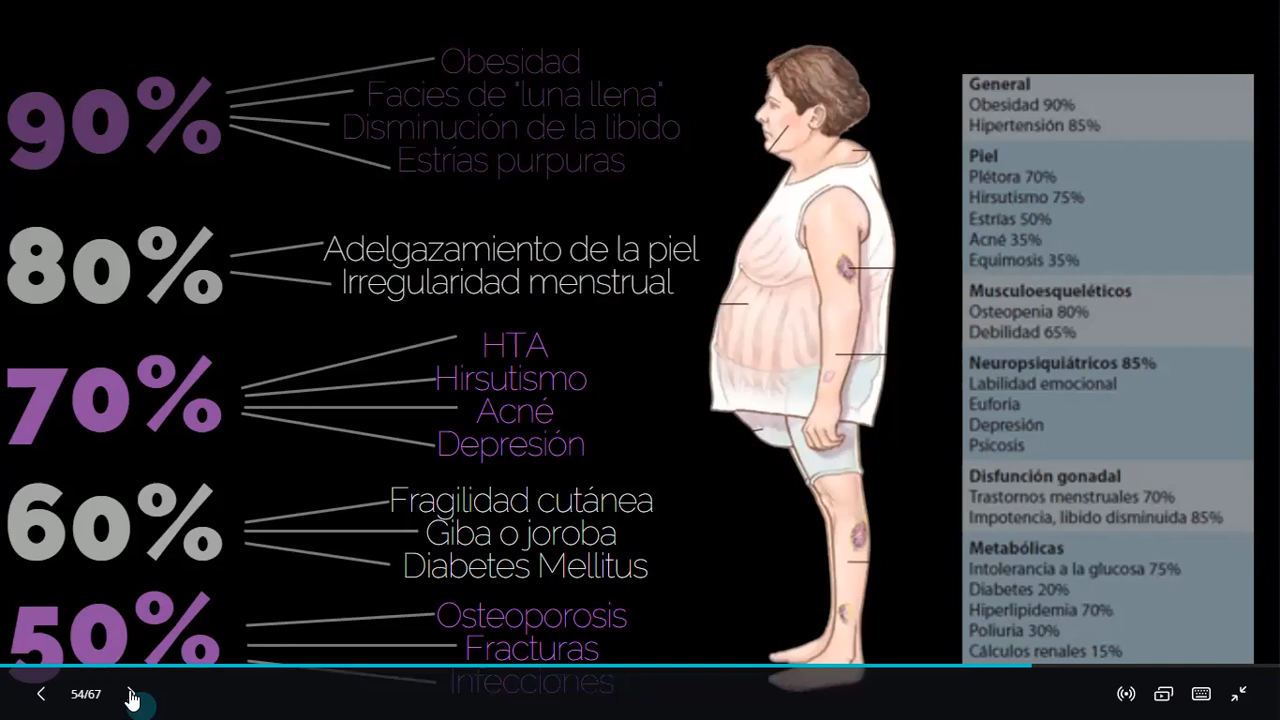 90%
Obesidad
Facies de "luna llena"
Disminución de la libido
Estrías purpuras
80%
Adelgazamiento de la piel
Irregularidad menstrual
70%
HTA
Hirsutismo
Acné
Depresión
60%
Fragilidad cutánea
Giba o joroba
Diabetes Mellitus
50%
Osteoporosis
Fracturas
Infecciones
General
Obesidad 90%
Hipertensión 85%
Piel
Plétora 70%
Hirsutismo 75%
Estrías 50%
Acné 35%
Equimosis 35%
Musculoesqueléticos
Osteopenia 80%
Debilidad 65%
Neuropsiquiátricos 85%
Labilidad emocional
Euforia
Depresión
Psicosis
Disfunción gonadal
Trastornos menstruales 70%
Impotencia, libido disminuida 85%
Metabólicas
Intolerancia a la glucosa 75%
Diabetes 20%
Hiperlipidemia 70%
Poliuria 30%
Cálculos renales 15%
54/67